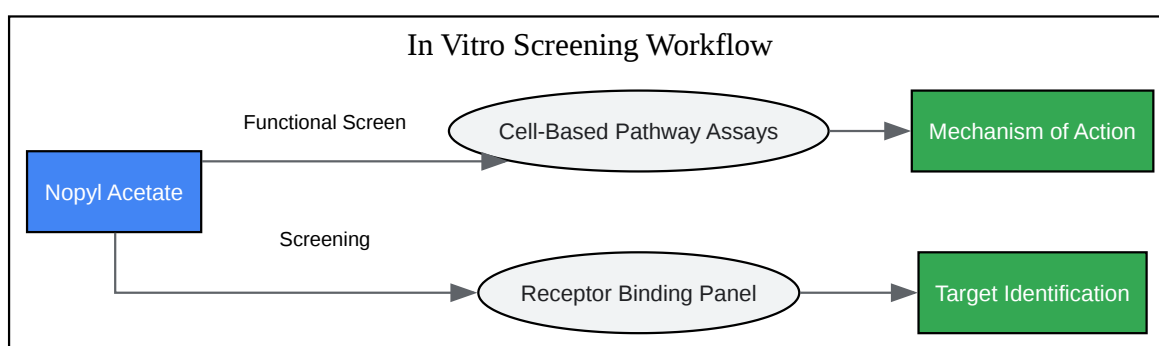 In Vitro Screening Workflow
Functional Screen
Cell-Based Pathway Assays
Mechanism of Action
Nopyl Acetate
Screening
Receptor Binding Panel
Target Identification